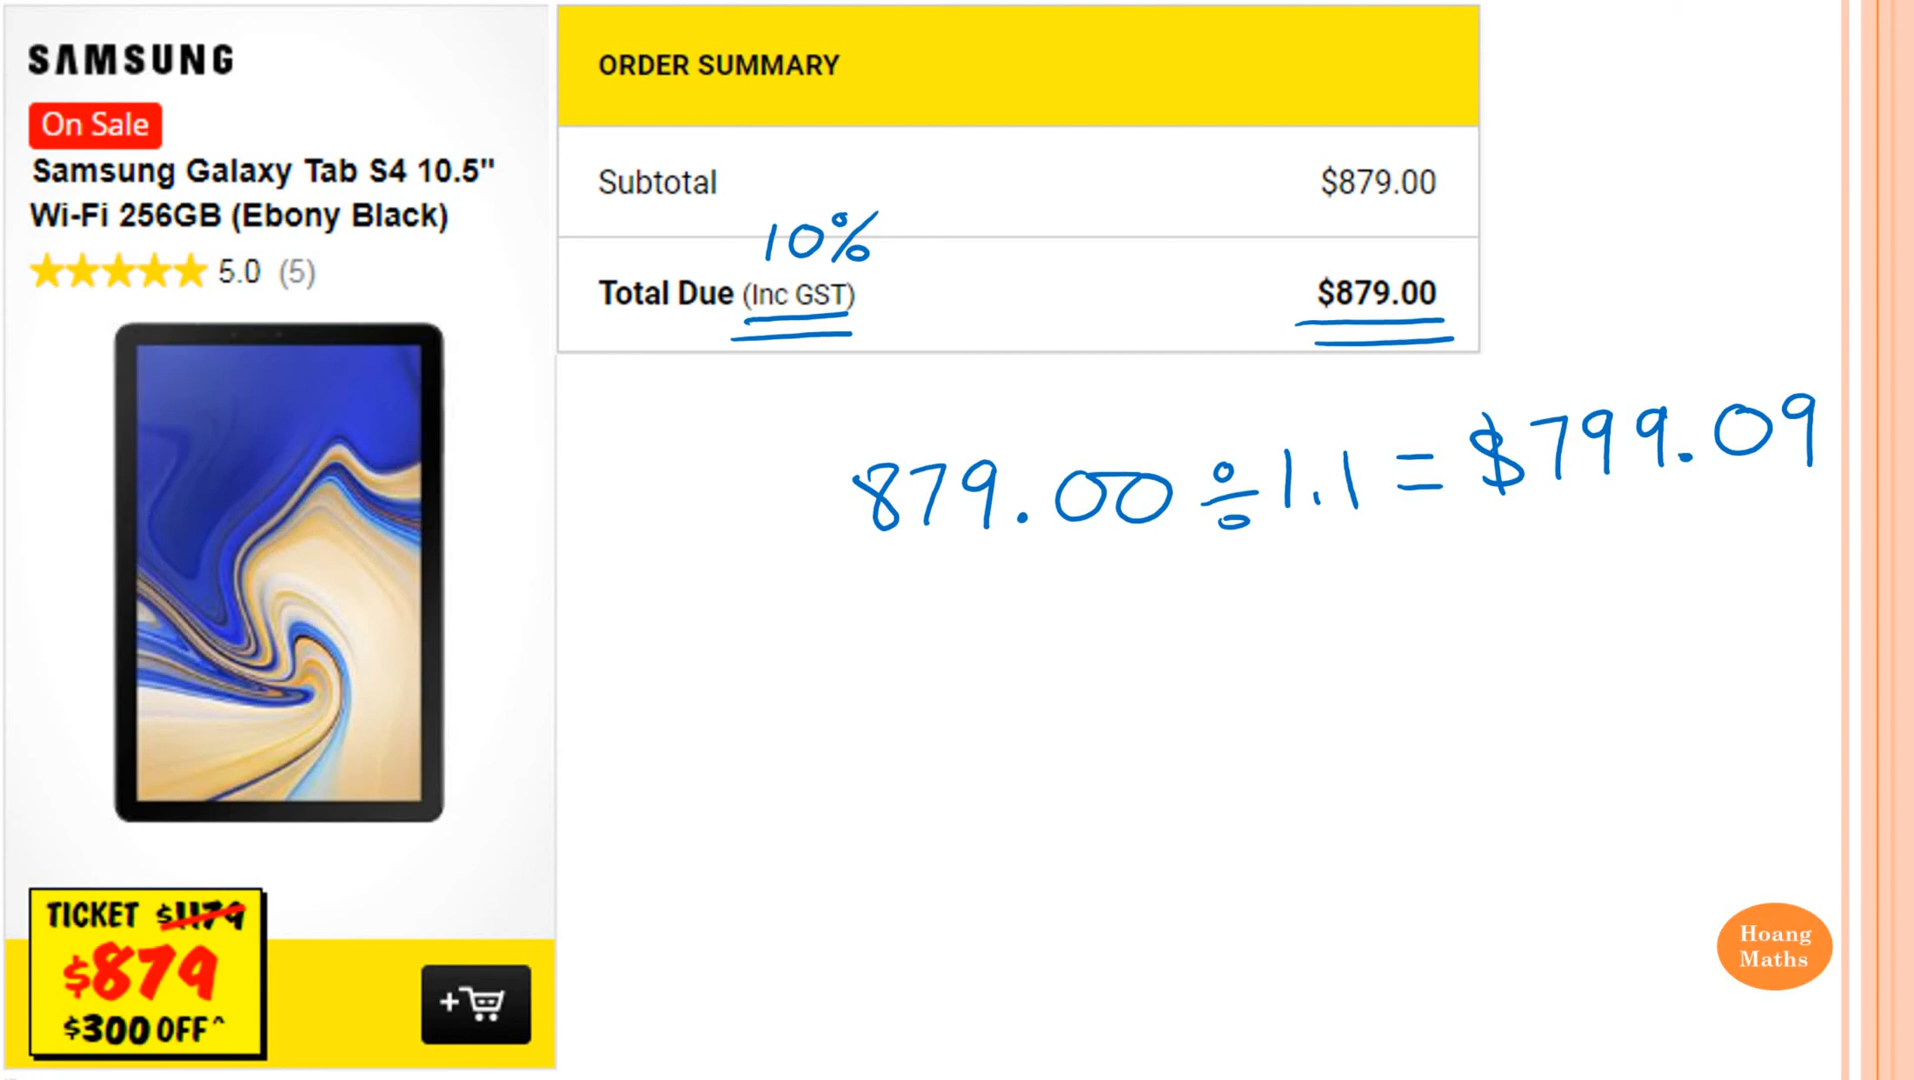 SAMSUNG
On Sale
Samsung Galaxy Tab S4 10.5"
Wi-Fi 256GB (Ebony Black)
5.0 (5)
TICKET $1179
$879
$300 OFF^
ORDER SUMMARY
Subtotal $879.00
10%
Total Due (Inc GST) $879.00
879.00 ÷ 1.1 = $799.09
Hoang
Maths